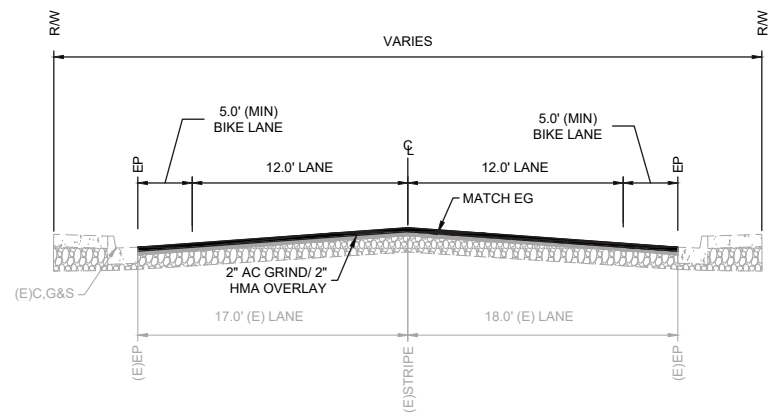 R/W
R/W
VARIES
5.0' (MIN)
BIKE LANE
5.0' (MIN)
BIKE LANE
EP
CL
EP
12.0' LANE
12.0' LANE
MATCH EG
2" AC GRIND/ 2"
HMA OVERLAY
(E)C,G&S
17.0' (E) LANE
18.0' (E) LANE
(E)EP
(E)STRIPE
(E)EP